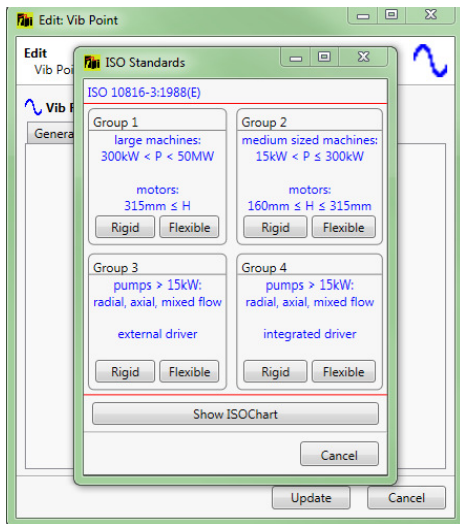 Edit: Vib Point
Edit
Vib Poi
ISO Standards
ISO 10816-3:1988(E)
Vib
Genera
Group 1
large machines:
300kW < P < 50MW
motors:
315mm ≤ H
Rigid Flexible
Group 2
medium sized machines:
15kW < P ≤ 300kW
motors:
160mm ≤ H ≤ 315mm
Rigid Flexible
Group 3
pumps > 15kW:
radial, axial, mixed flow
external driver
Rigid Flexible
Group 4
pumps > 15kW:
radial, axial, mixed flow
integrated driver
Rigid Flexible
Show ISOChart
Cancel
Update Cancel